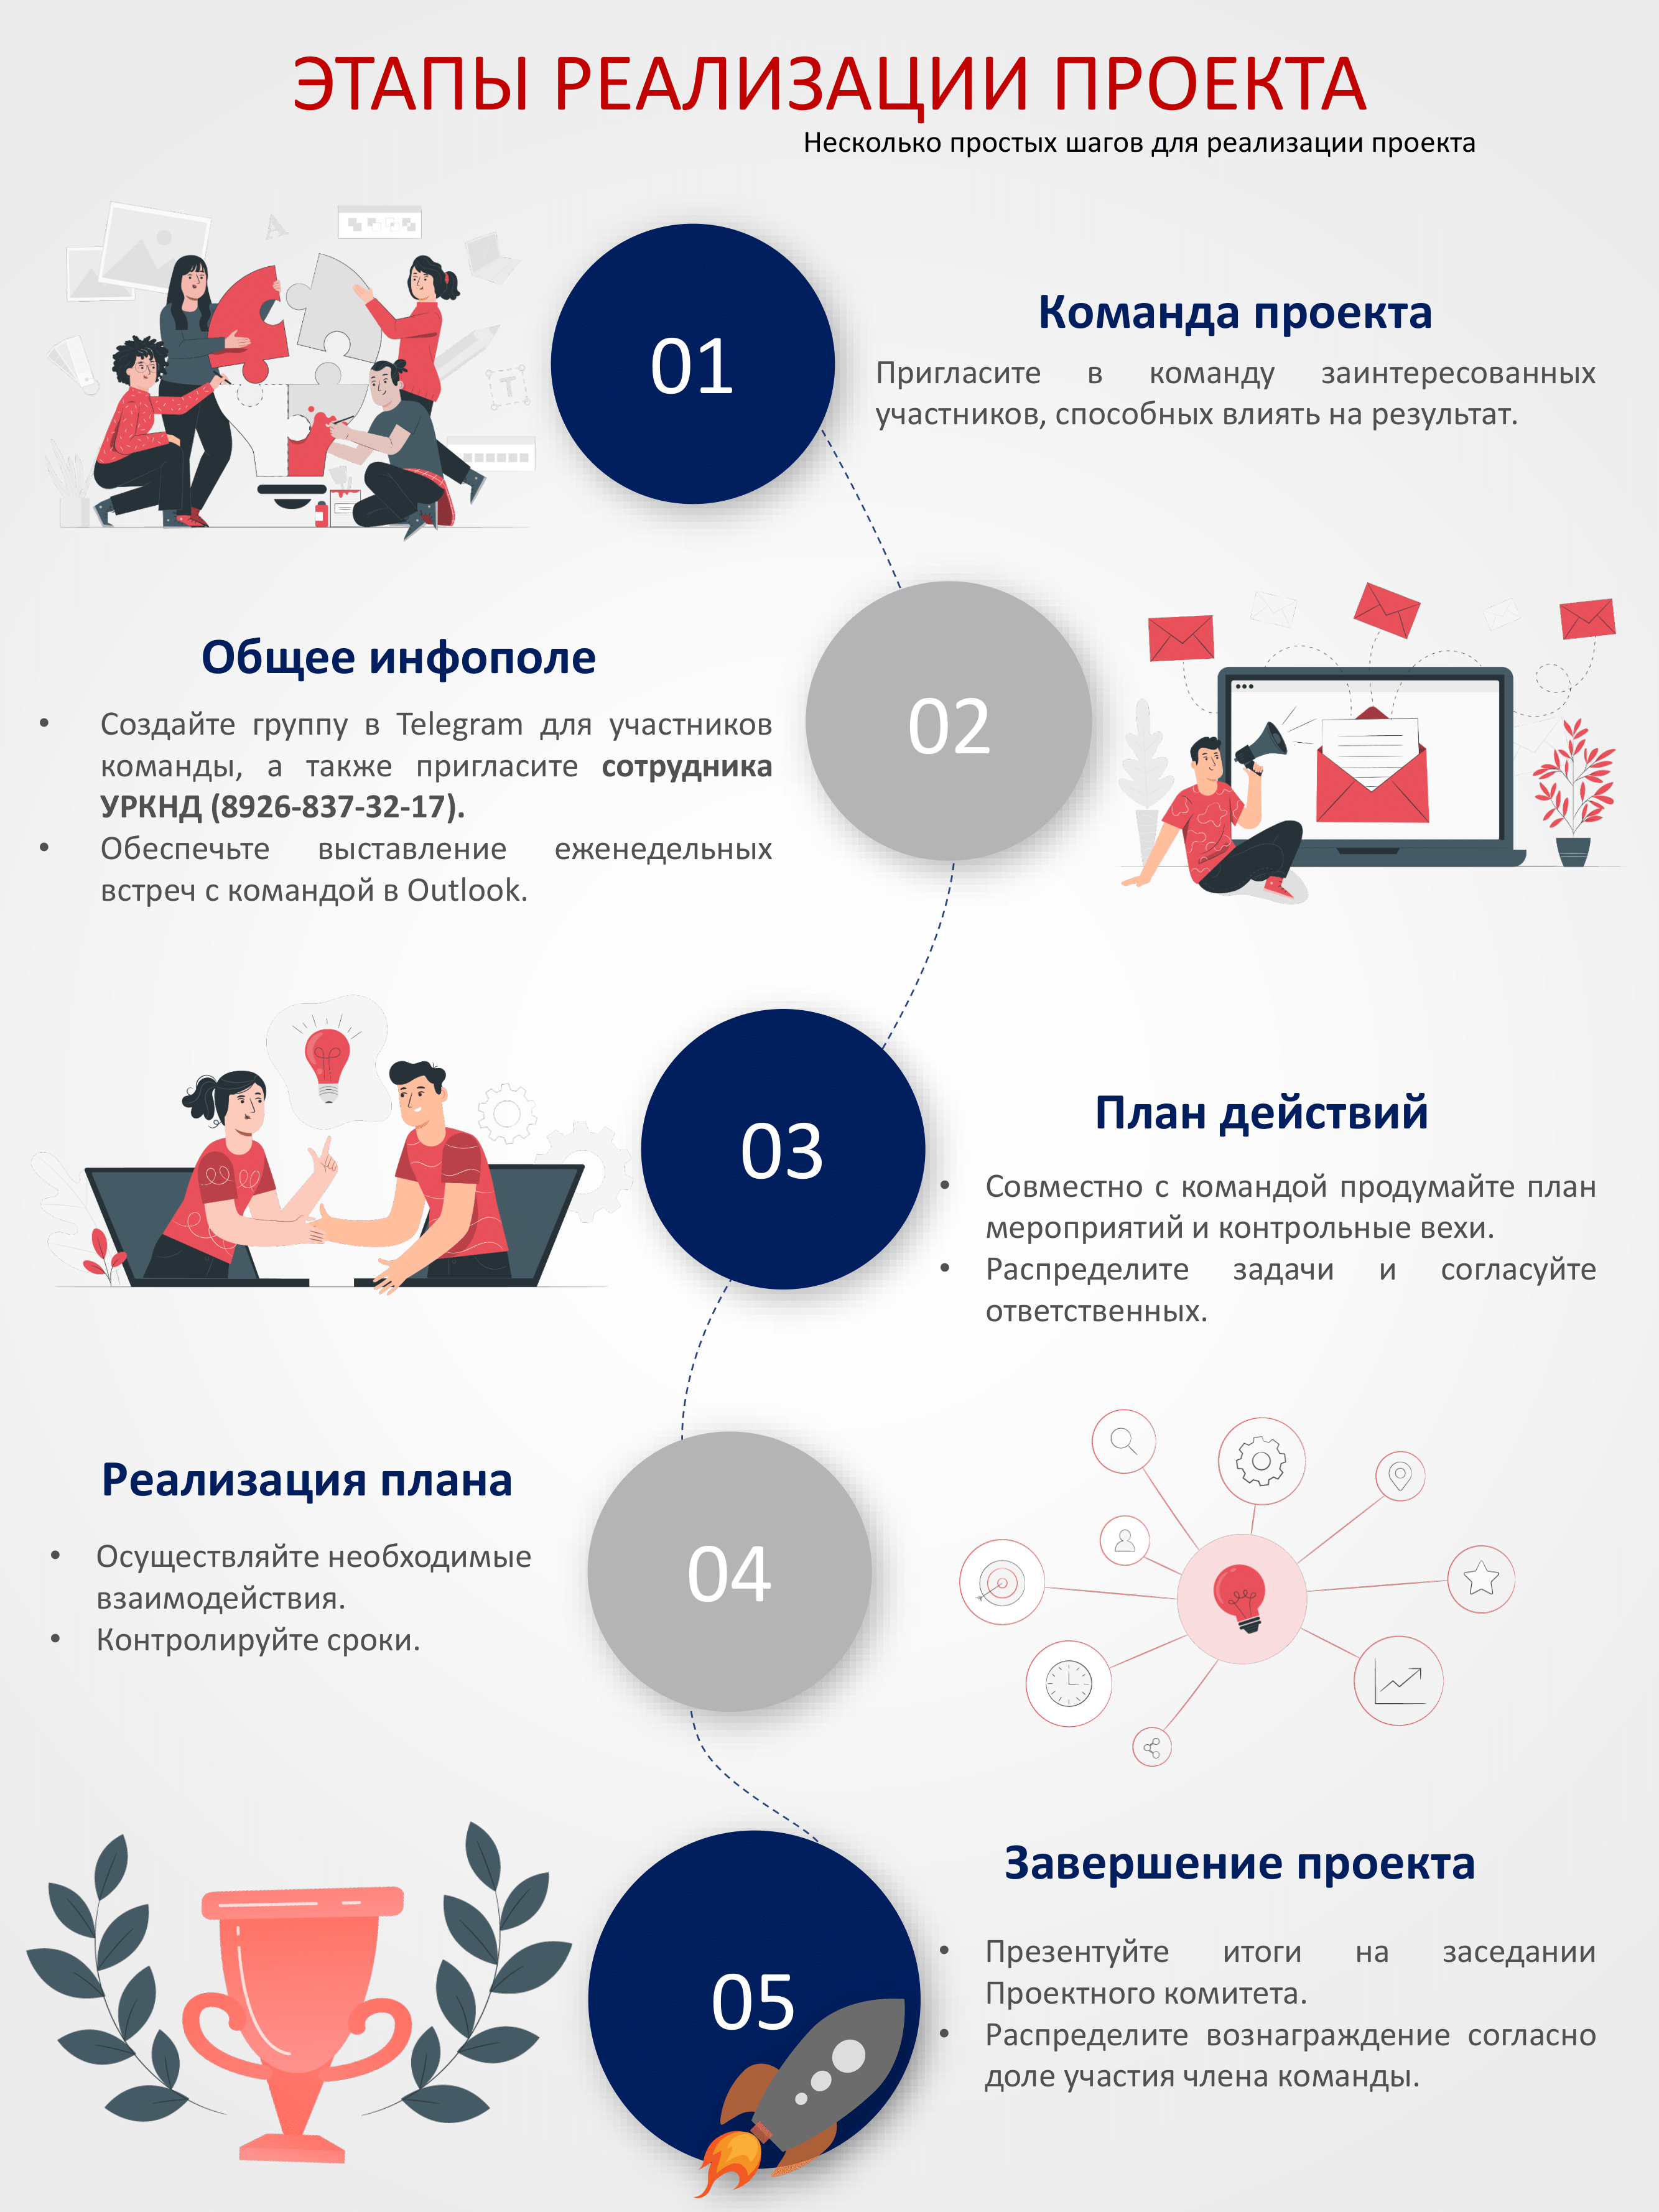 ЭТАПЫ РЕАЛИЗАЦИИ ПРОЕКТА
Несколько простых шагов для реализации проекта
01
Команда проекта
Пригласите в команду заинтересованных
участников, способных влиять на результат.
02
Общее инфополе
• Создайте группу в Telegram для участников
команды, а также пригласите сотрудника
УРКНД (8926-837-32-17).
• Обеспечьте выставление еженедельных
встреч с командой в Outlook.
03
План действий
• Совместно с командой продумайте план
мероприятий и контрольные вехи.
• Распределите задачи и согласуйте
ответственных.
04
Реализация плана
• Осуществляйте необходимые
взаимодействия.
• Контролируйте сроки.
05
Завершение проекта
• Презентуйте итоги на заседании
Проектного комитета.
• Распределите вознаграждение согласно
доле участия члена команды.
A
T